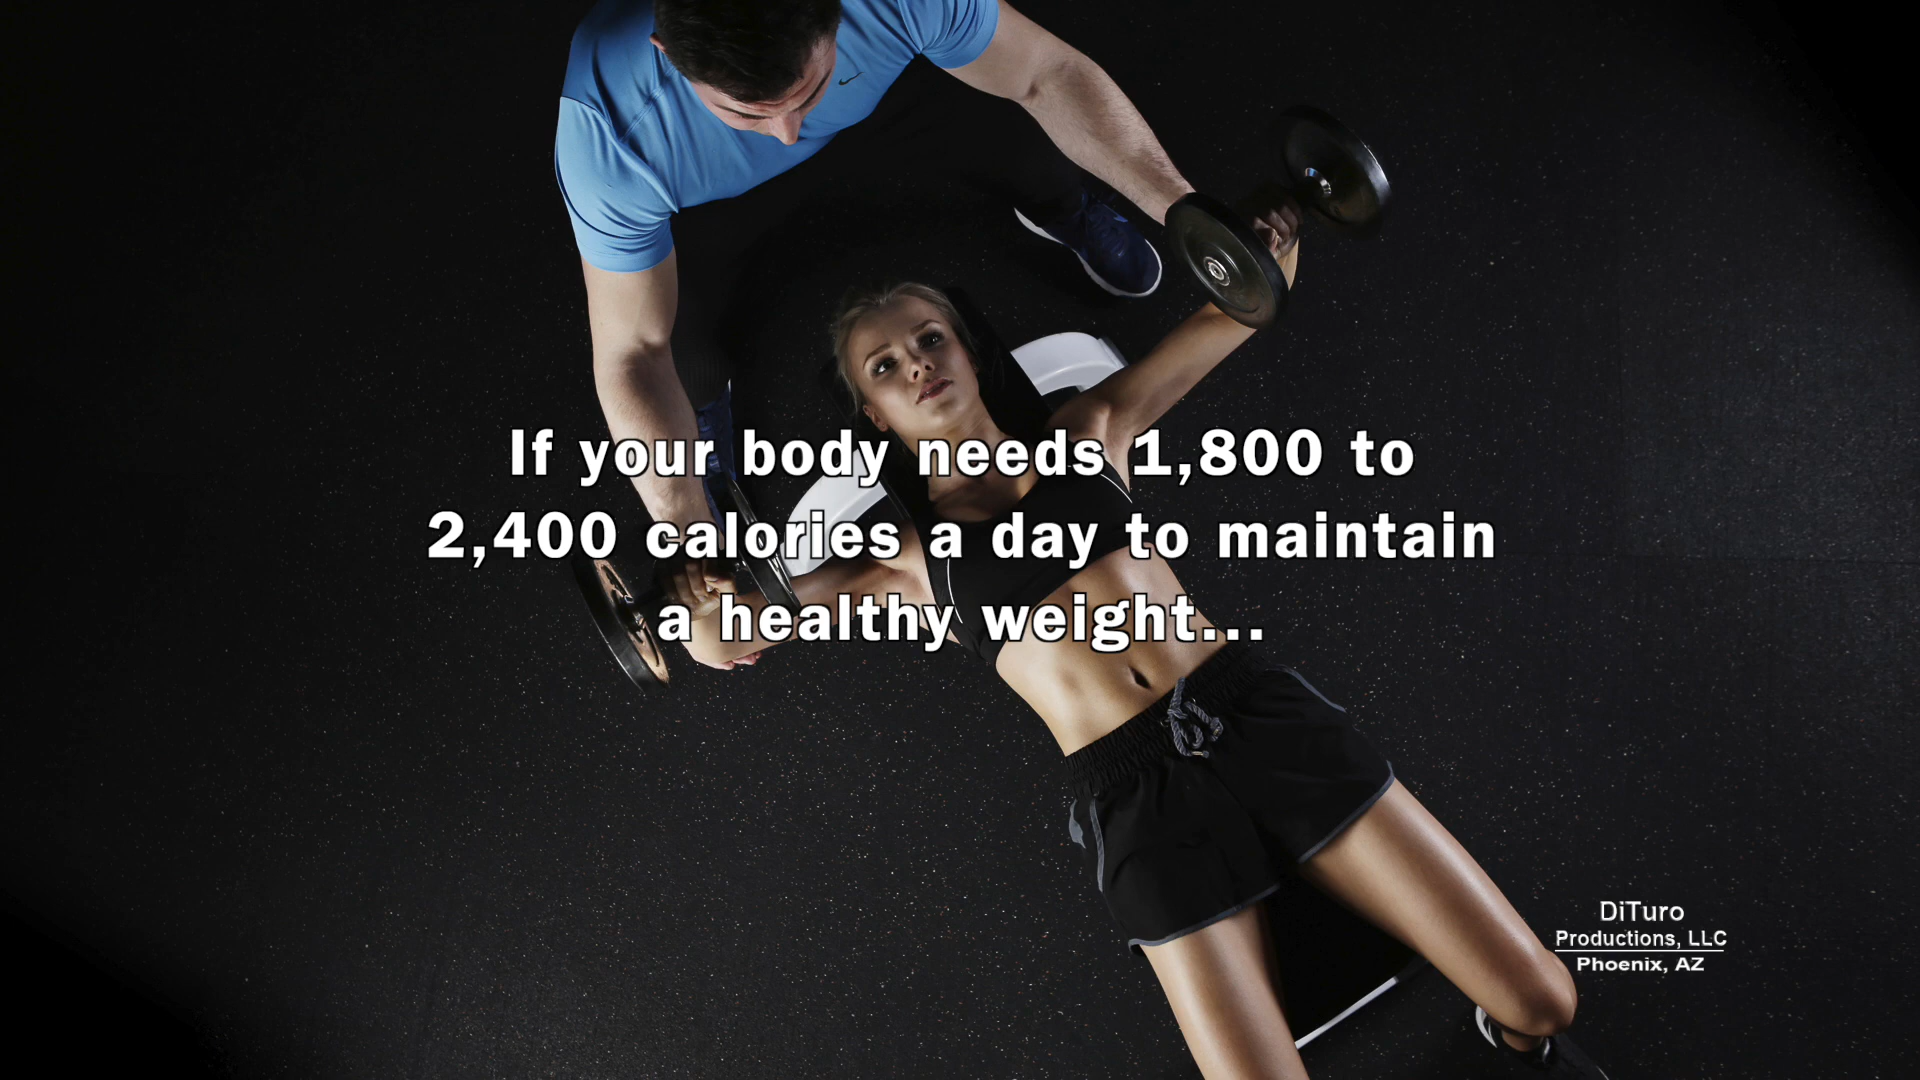 If your body needs 1,800 to
2,400 calories a day to maintain
a healthy weight...
DiTuro
Productions, LLC
Phoenix, AZ